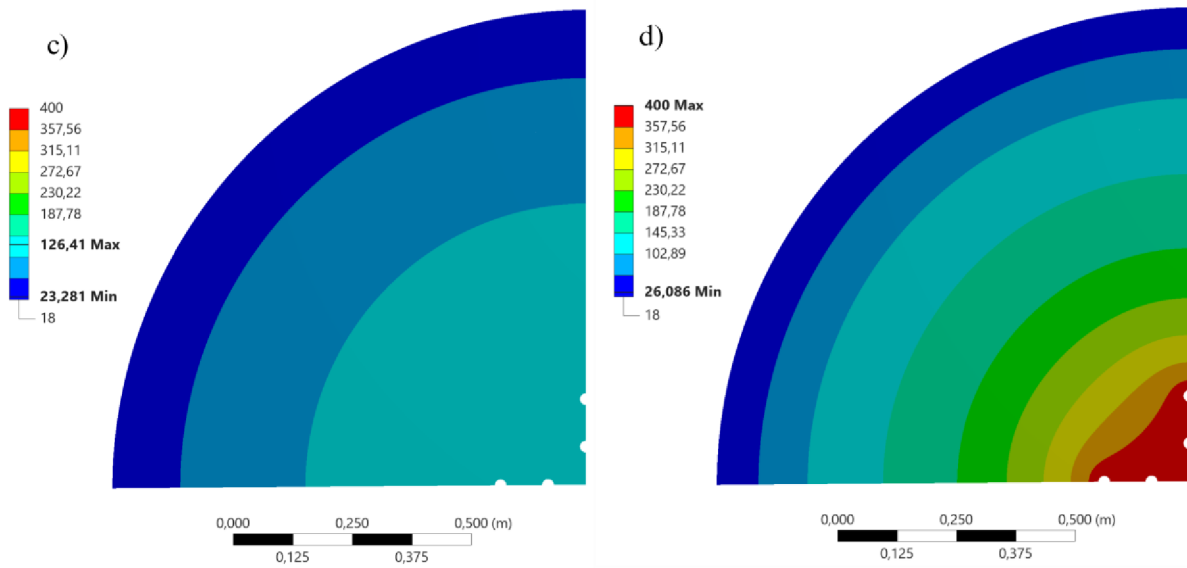 c)
400
357,56
315,11
272,67
230,22
187,78
126,41 Max
23,281 Min
18
0,000 0,250 0,500 (m)
0,125 0,375
d)
400 Max
357,56
315,11
272,67
230,22
187,78
145,33
102,89
26,086 Min
18
0,000 0,250 0,500 (m)
0,125 0,375